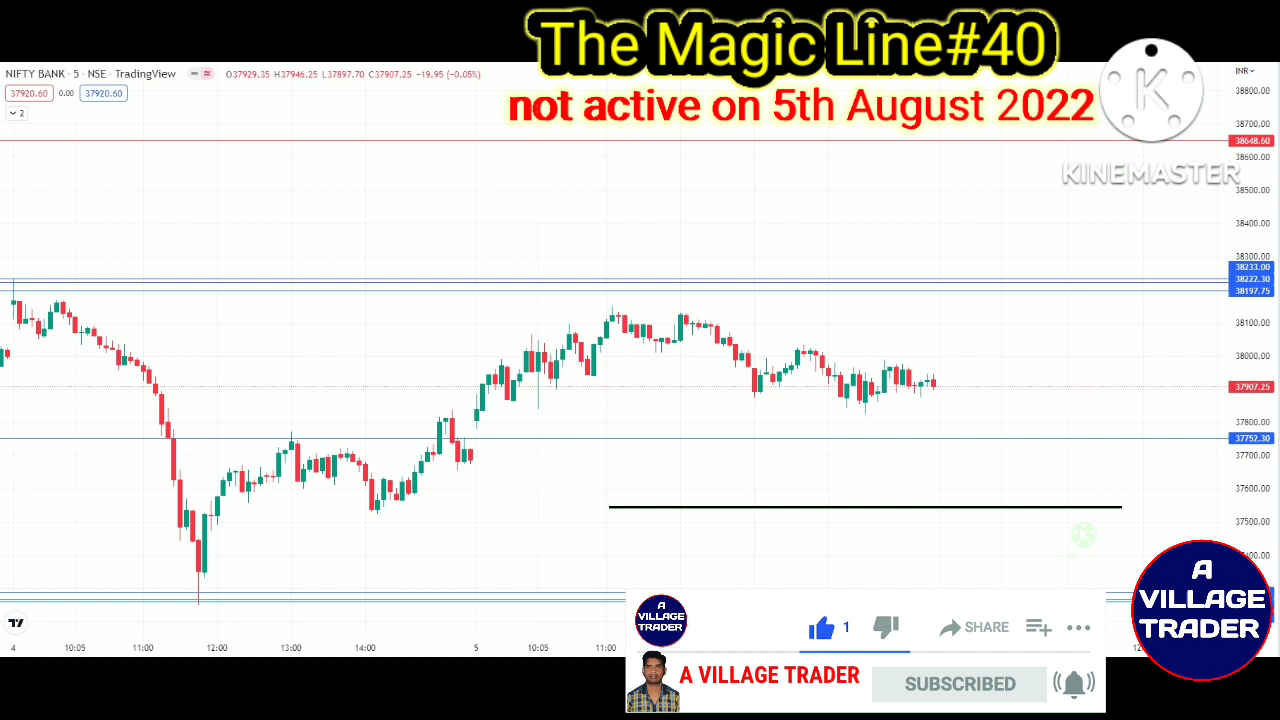 The Magic Line#40
not active on 5th August 2022
K
KINEMASTER
NIFTY BANK · 5 · NSE · TradingView
O37929.35 H37946.25 L37897.70 C37907.25 −19.95 (−0.05%)
37920.60 0.00 37920.60
2
INR
38800.00
38700.00
38648.60
38600.00
38500.00
38400.00
38300.00
38233.00
38222.30
38197.75
38100.00
38000.00
37907.25
37800.00
37752.30
37700.00
37600.00
37500.00
4 10:05 11:00 12:00 13:00 14:00 5 10:05 11:00
A
VILLAGE
TRADER
1
SHARE
A VILLAGE TRADER
SUBSCRIBED
A
VILLAGE
TRADER